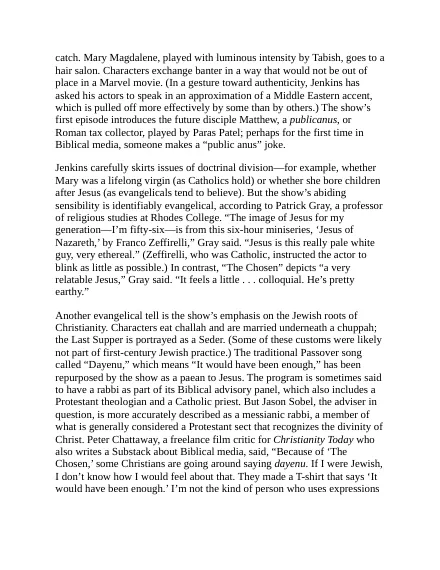 catch. Mary Magdalene, played with luminous intensity by Tabish, goes to a
hair salon. Characters exchange banter in a way that would not be out of
place in a Marvel movie. (In a gesture toward authenticity, Jenkins has
asked his actors to speak in an approximation of a Middle Eastern accent,
which is pulled off more effectively by some than by others.) The show’s
first episode introduces the future disciple Matthew, a publicanus, or
Roman tax collector, played by Paras Patel; perhaps for the first time in
Biblical media, someone makes a “public anus” joke.
Jenkins carefully skirts issues of doctrinal division—for example, whether
Mary was a lifelong virgin (as Catholics hold) or whether she bore children
after Jesus (as evangelicals tend to believe). But the show’s abiding
sensibility is identifiably evangelical, according to Patrick Gray, a professor
of religious studies at Rhodes College. “The image of Jesus for my
generation—I’m fifty-six—is from this six-hour miniseries, ‘Jesus of
Nazareth,’ by Franco Zeffirelli,” Gray said. “Jesus is this really pale white
guy, very ethereal.” (Zeffirelli, who was Catholic, instructed the actor to
blink as little as possible.) In contrast, “The Chosen” depicts “a very
relatable Jesus,” Gray said. “It feels a little . . . colloquial. He’s pretty
earthy.”
Another evangelical tell is the show’s emphasis on the Jewish roots of
Christianity. Characters eat challah and are married underneath a chuppah;
the Last Supper is portrayed as a Seder. (Some of these customs were likely
not part of first-century Jewish practice.) The traditional Passover song
called “Dayenu,” which means “It would have been enough,” has been
repurposed by the show as a paean to Jesus. The program is sometimes said
to have a rabbi as part of its Biblical advisory panel, which also includes a
Protestant theologian and a Catholic priest. But Jason Sobel, the adviser in
question, is more accurately described as a messianic rabbi, a member of
what is generally considered a Protestant sect that recognizes the divinity of
Christ. Peter Chattaway, a freelance film critic for Christianity Today who
also writes a Substack about Biblical media, said, “Because of ‘The
Chosen,’ some Christians are going around saying dayenu. If I were Jewish,
I don’t know how I would feel about that. They made a T-shirt that says ‘It
would have been enough.’ I’m not the kind of person who uses expressions